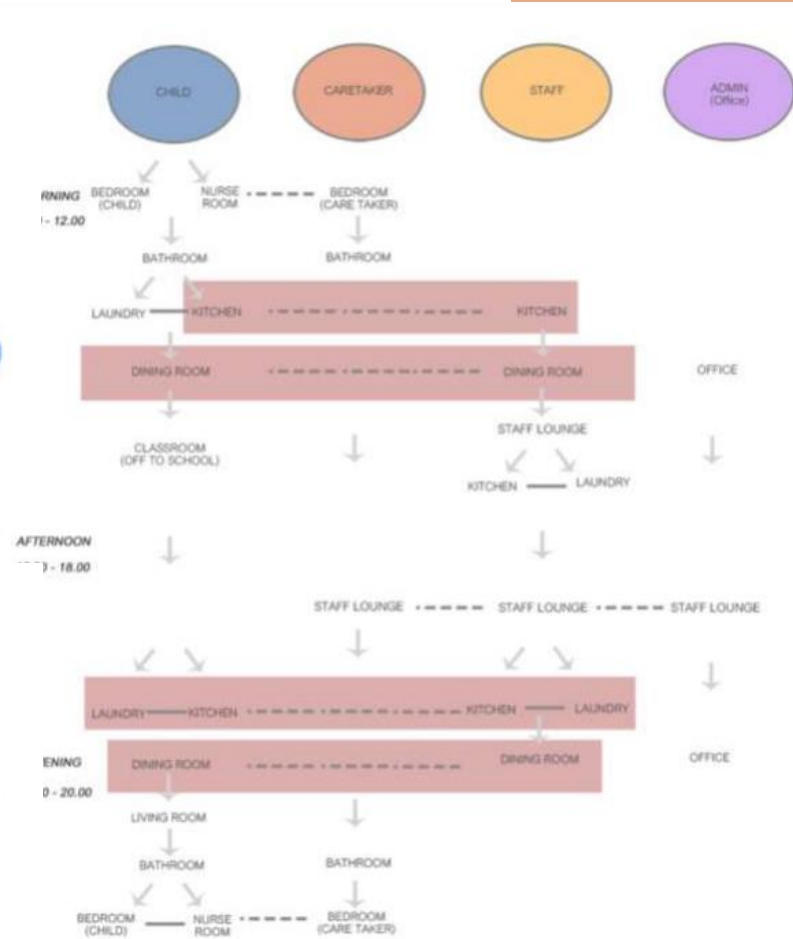 CHILD
CARETAKER
STAFF
ADMIN
(Office)
RNING
- 12.00
BEDROOM
(CHILD)
NURSE
ROOM
BEDROOM
(CARE TAKER)
BATHROOM
BATHROOM
LAUNDRY
KITCHEN
KITCHEN
DINING ROOM
DINING ROOM
OFFICE
CLASSROOM
(OFF TO SCHOOL)
STAFF LOUNGE
KITCHEN
LAUNDRY
AFTERNOON
- 18.00
STAFF LOUNGE
STAFF LOUNGE
STAFF LOUNGE
LAUNDRY
KITCHEN
KITCHEN
LAUNDRY
ENING
0 - 20.00
DINING ROOM
DINING ROOM
OFFICE
LIVING ROOM
BATHROOM
BATHROOM
BEDROOM
(CHILD)
NURSE
ROOM
BEDROOM
(CARE TAKER)